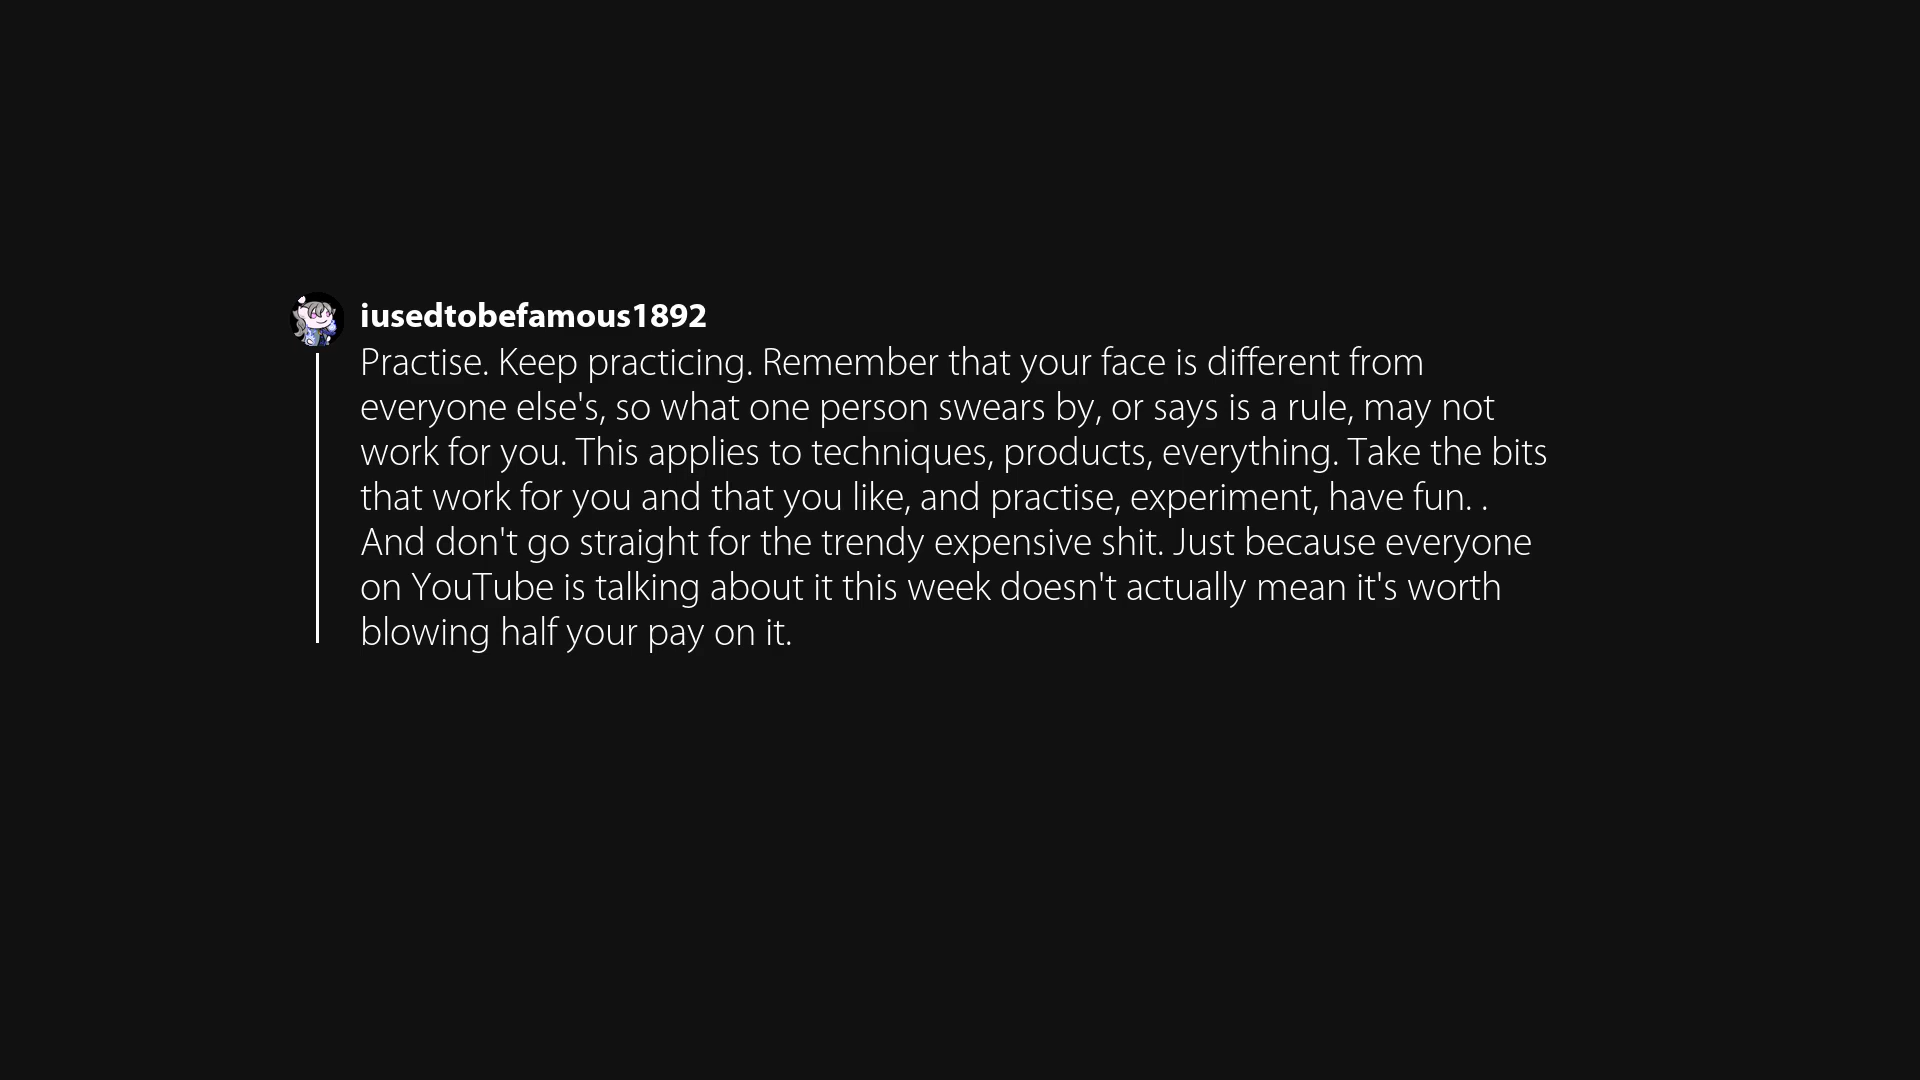 iusedtobefamous1892
Practise. Keep practicing. Remember that your face is different from
everyone else's, so what one person swears by, or says is a rule, may not
work for you. This applies to techniques, products, everything. Take the bits
that work for you and that you like, and practise, experiment, have fun. .
And don't go straight for the trendy expensive shit. Just because everyone
on YouTube is talking about it this week doesn't actually mean it's worth
blowing half your pay on it.